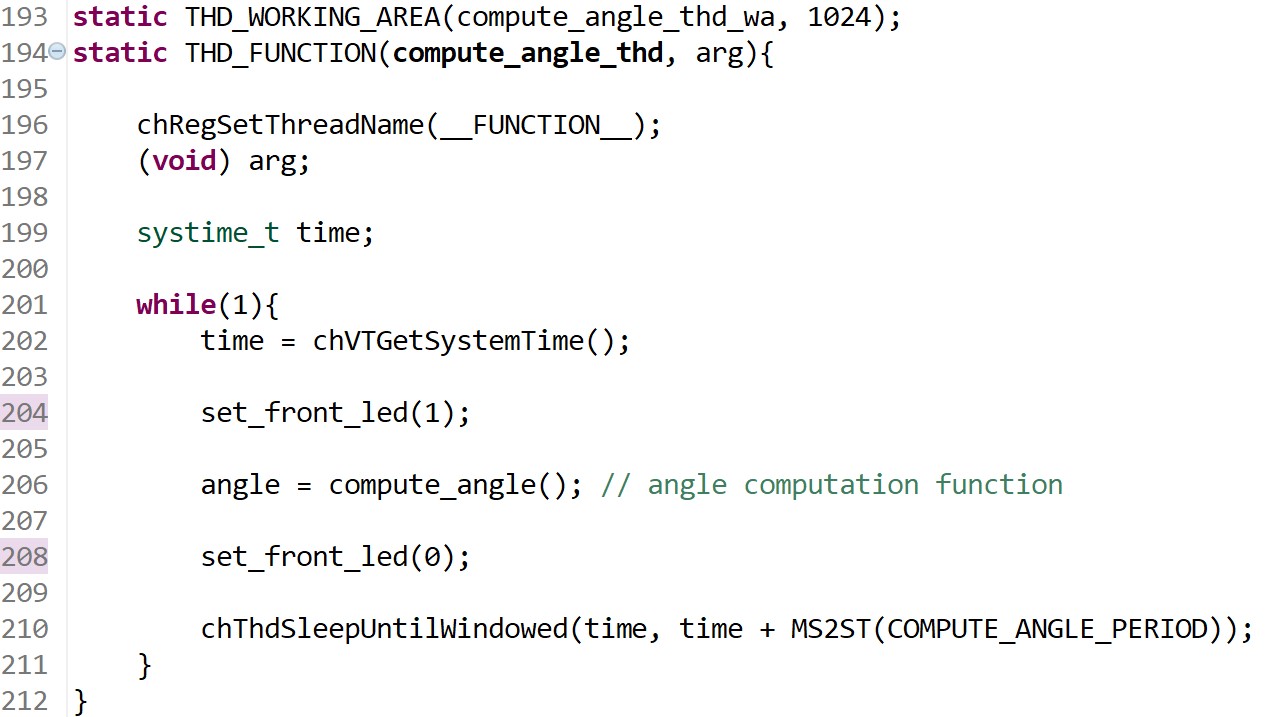 193 static THD_WORKING_AREA(compute_angle_thd_wa, 1024);
194 static THD_FUNCTION(compute_angle_thd, arg){
195
196     chRegSetThreadName(__FUNCTION__);
197     (void) arg;
198
199     systime_t time;
200
201     while(1){
202         time = chVTGetSystemTime();
203
204         set_front_led(1);
205
206         angle = compute_angle(); // angle computation function
207
208         set_front_led(0);
209
210         chThdSleepUntilWindowed(time, time + MS2ST(COMPUTE_ANGLE_PERIOD));
211     }
212 }